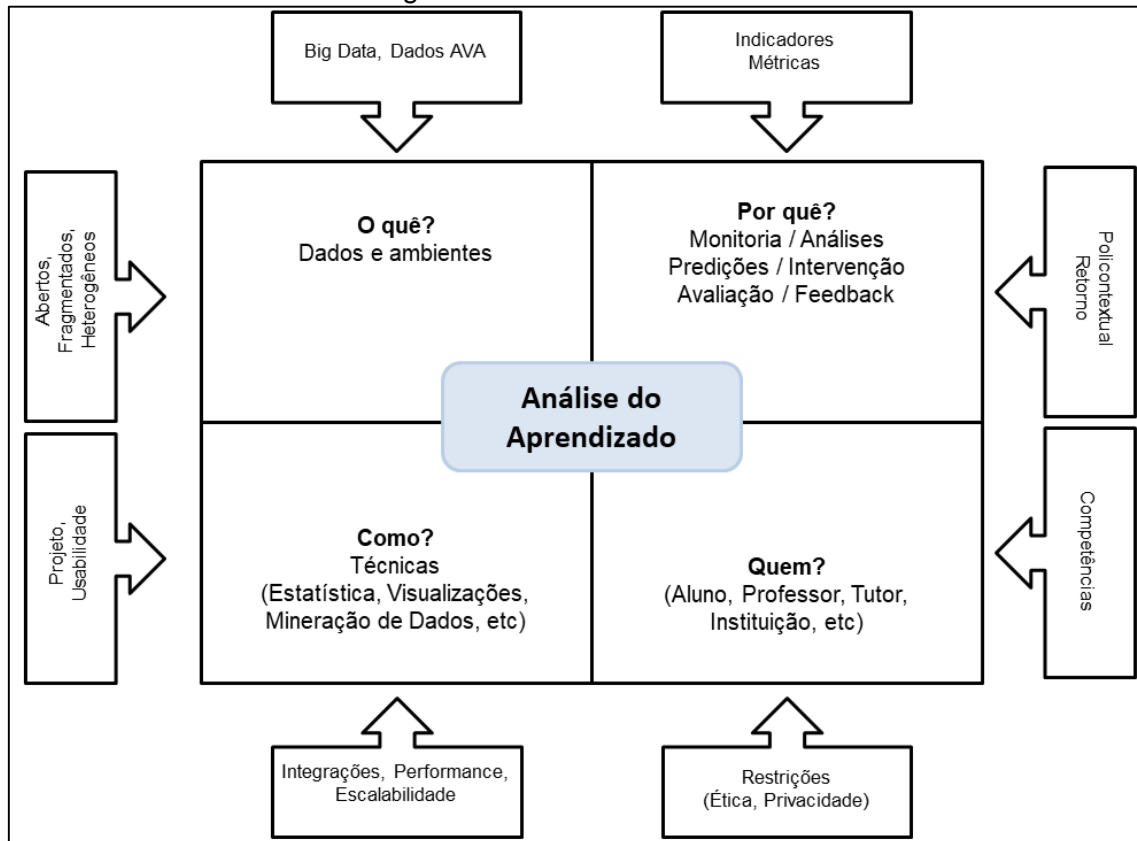 Big Data, Dados AVA
Indicadores
Métricas
Abertos,
Fragmentados,
Heterogêneos
O quê?
Dados e ambientes
Por quê?
Monitoria / Análises
Predições / Intervenção
Avaliação / Feedback
Policontextual
Retorno
Análise do
Aprendizado
Projeto,
Usabilidade
Como?
Técnicas
(Estatística, Visualizações,
Mineração de Dados, etc)
Quem?
(Aluno, Professor, Tutor,
Instituição, etc)
Competências
Integrações, Performance,
Escalabilidade
Restrições
(Ética, Privacidade)